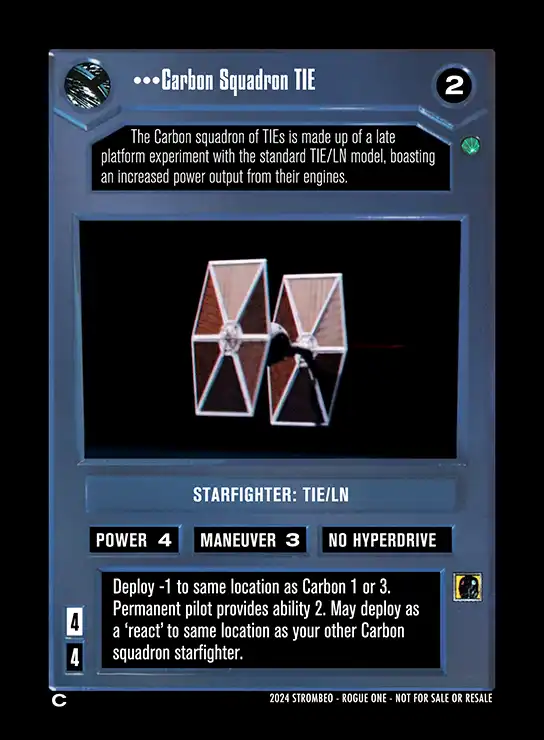 •••Carbon Squadron TIE
2
The Carbon squadron of TIEs is made up of a late
platform experiment with the standard TIE/LN model, boasting
an increased power output from their engines.
STARFIGHTER: TIE/LN
POWER 4 MANEUVER 3 NO HYPERDRIVE
Deploy -1 to same location as Carbon 1 or 3.
Permanent pilot provides ability 2. May deploy as
a ‘react’ to same location as your other Carbon
squadron starfighter.
4
4
C
2024 STROMBEO - ROGUE ONE - NOT FOR SALE OR RESALE